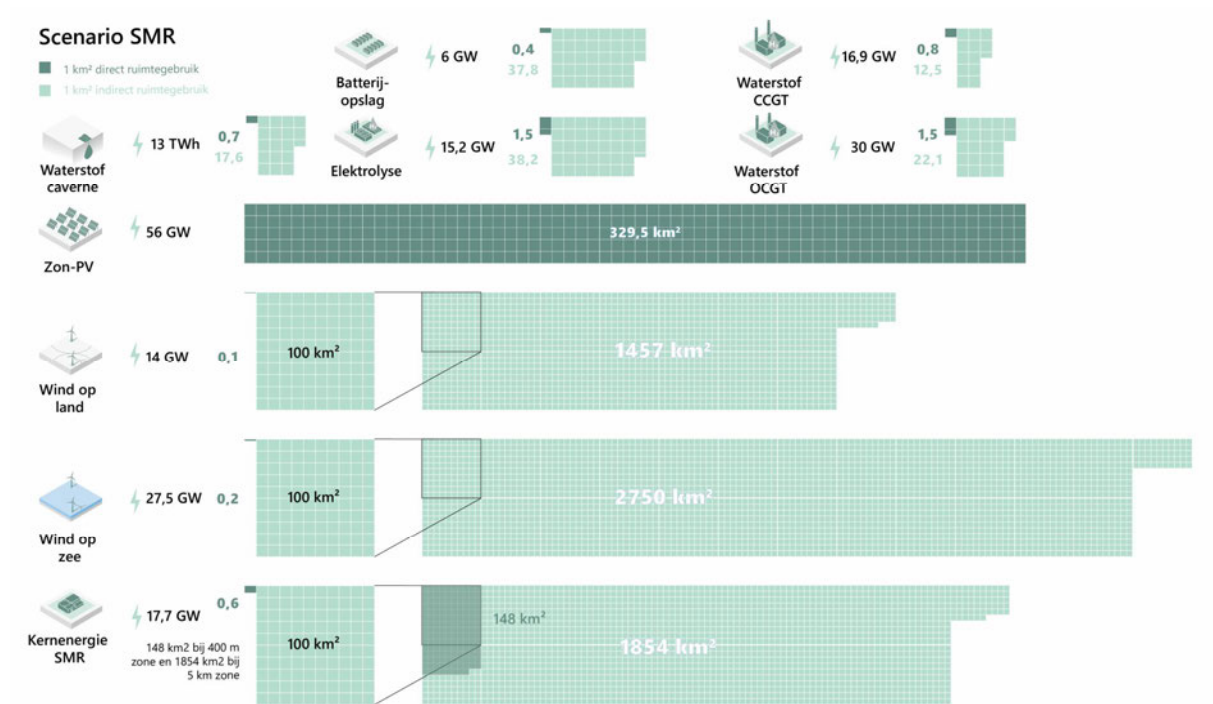 Scenario SMR
1 km² direct ruimtegebruik
1 km² indirect ruimtegebruik
Batterij-
opslag
6 GW
0,4
37,8
Waterstof
CCGT
16,9 GW
0,8
12,5
Waterstof
caverne
13 TWh
0,7
17,6
Elektrolyse
15,2 GW
1,5
38,2
Waterstof
OCGT
30 GW
1,5
22,1
Zon-PV
56 GW
329,5 km²
Wind op
land
14 GW
0,1
100 km²
1457 km²
Wind op
zee
27,5 GW
0,2
100 km²
2750 km²
Kernenergie
SMR
17,7 GW
0,6
148 km2 bij 400 m
zone en 1854 km2 bij
5 km zone
100 km²
148 km²
1854 km²